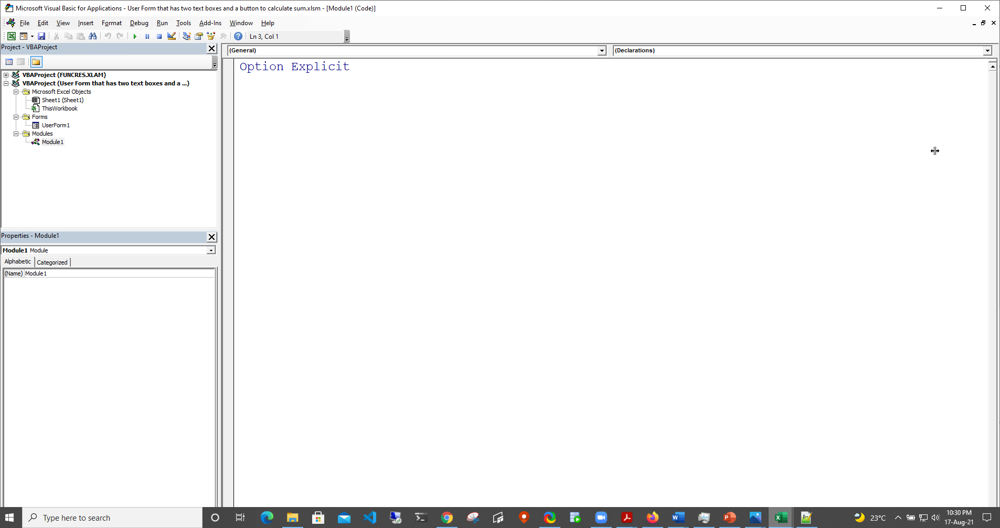 Microsoft Visual Basic for Applications - User Form that has two text boxes and a button to calculate sum.xlsm - [Module1 (Code)]
File Edit View Insert Format Debug Run Tools Add-Ins Window Help
Ln 3, Col 1
Project - VBAProject
(General) (Declarations)
Option Explicit
VBAProject (FUNCRES.XLAM)
VBAProject (User Form that has two text boxes and a ...)
Microsoft Excel Objects
Sheet1 (Sheet1)
ThisWorkbook
Forms
UserForm1
Modules
Module1
Properties - Module1
Module1 Module
Alphabetic Categorized
(Name) Module1
Type here to search
23°C
10:30 PM
17-Aug-21